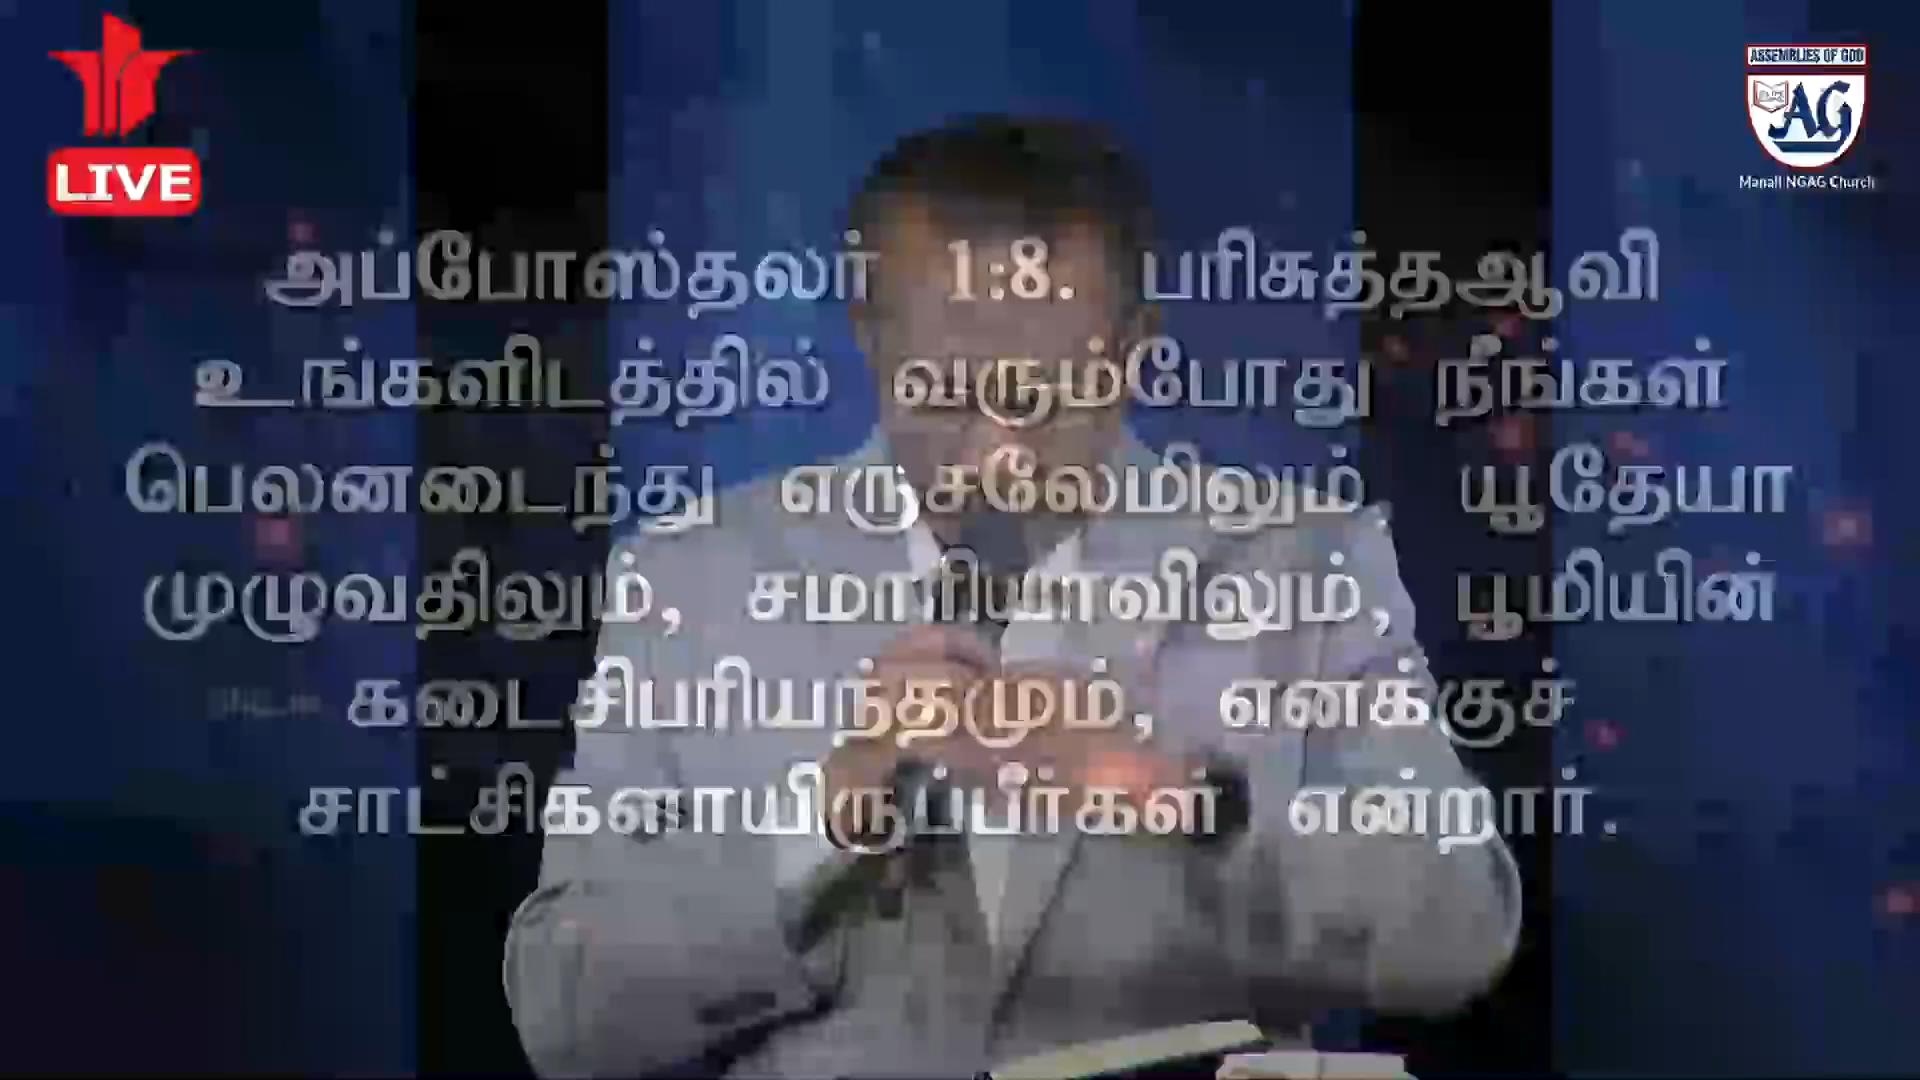 LIVE
ASSEMBLIES OF GOD
AG
Manali NGAG Church
அப்போஸ்தலர் 1:8. பரிசுத்தஆவி
உங்களிடத்தில் வரும்போது நீங்கள்
பெலனடைந்து எருசலேமிலும், யூதேயா
முழுவதிலும், சமாரியாவிலும், பூமியின்
கடைசிபரியந்தமும், எனக்குச்
சாட்சிகளாயிருப்பீர்கள் என்றார்.